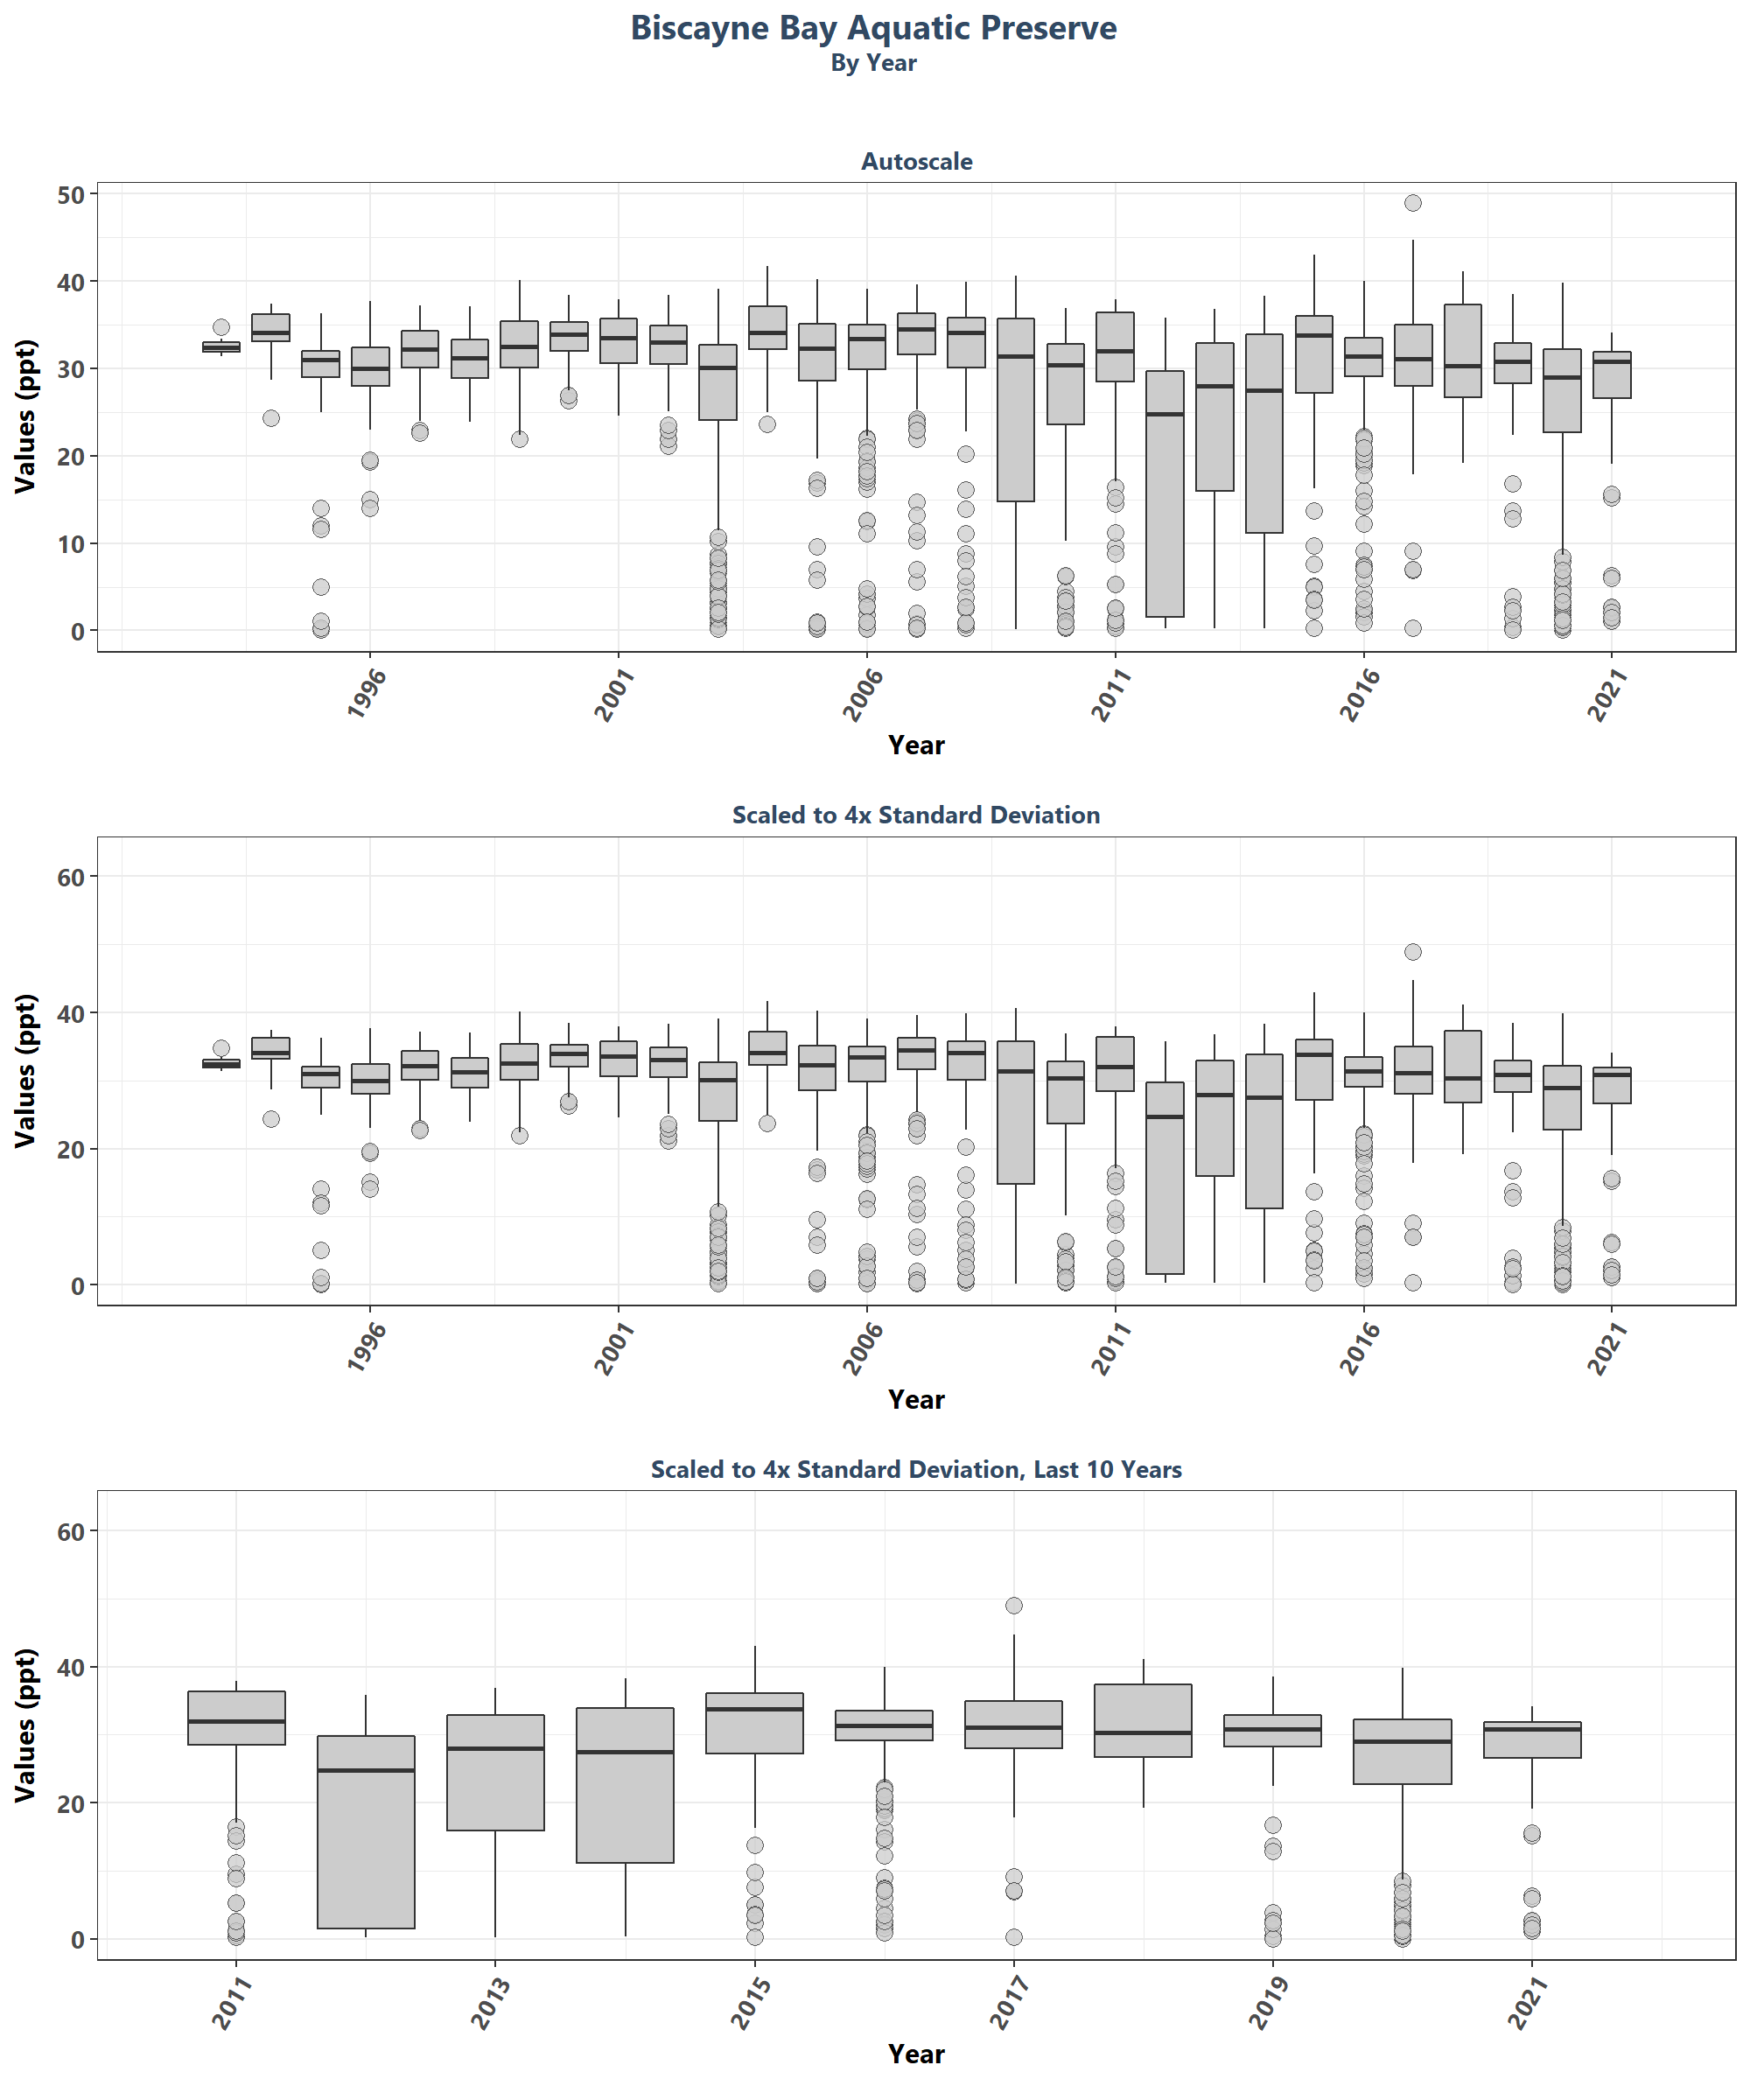 Biscayne Bay Aquatic Preserve
By Year
Autoscale
Values (ppt)
50
40
30
20
10
0
1996
2001
2006
2011
2016
2021
Year
Scaled to 4x Standard Deviation
Values (ppt)
60
40
20
0
1996
2001
2006
2011
2016
2021
Year
Scaled to 4x Standard Deviation, Last 10 Years
Values (ppt)
60
40
20
0
2011
2013
2015
2017
2019
2021
Year